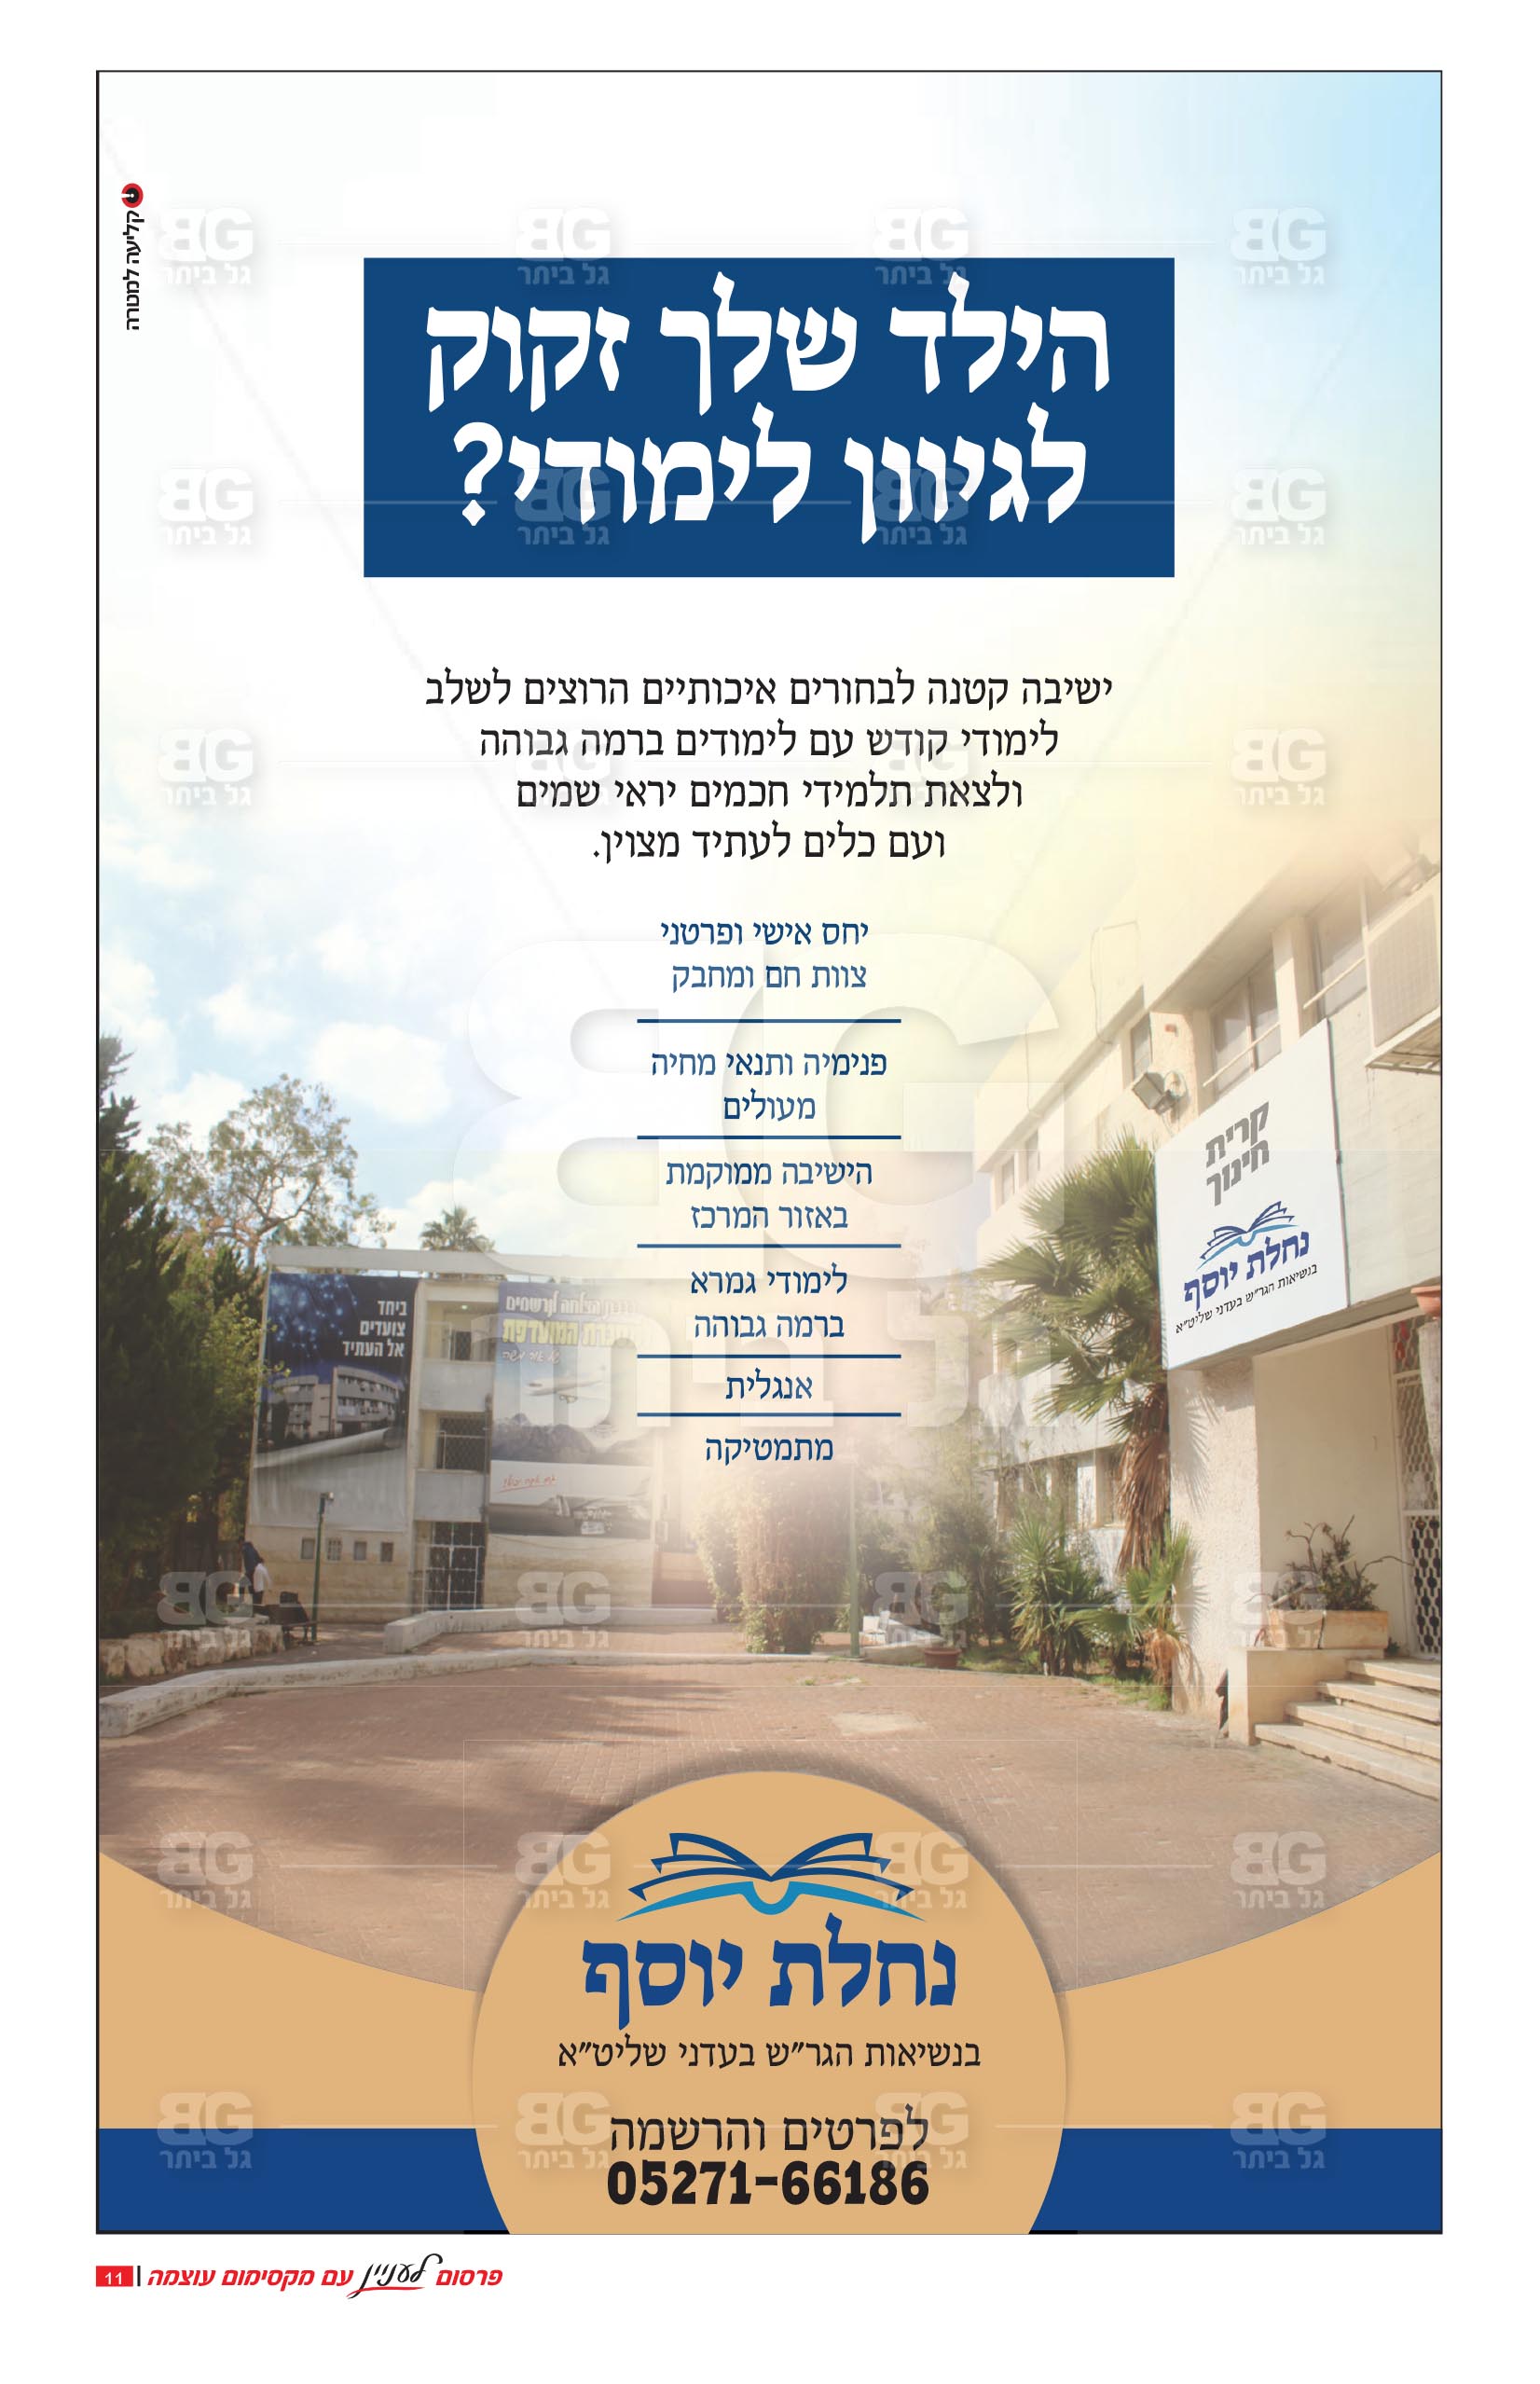 קליעה למטרה
הילד שלך זקוק
לגיוון לימודי?
ישיבה קטנה לבחורים איכותיים הרוצים לשלב
לימודי קודש עם לימודים ברמה גבוהה
ולצאת תלמידי חכמים יראי שמים
ועם כלים לעתיד מצוין.
יחס אישי ופרטני
צוות חם ומחבק
פנימיה ותנאי מחיה
מעולים
הישיבה ממוקמת
באזור המרכז
לימודי גמרא
ברמה גבוהה
אנגלית
מתמטיקה
קרית
חינוך
נחלת יוסף
בנשיאות הגר"ש בעדני שליט"א
ביחד
צועדים
אל העתיד
נחלת יוסף
בנשיאות הגר"ש בעדני שליט"א
לפרטים והרשמה
05271-66186
פרסום לעניין עם מקסימום עוצמה | 11
BG
גל ביתר